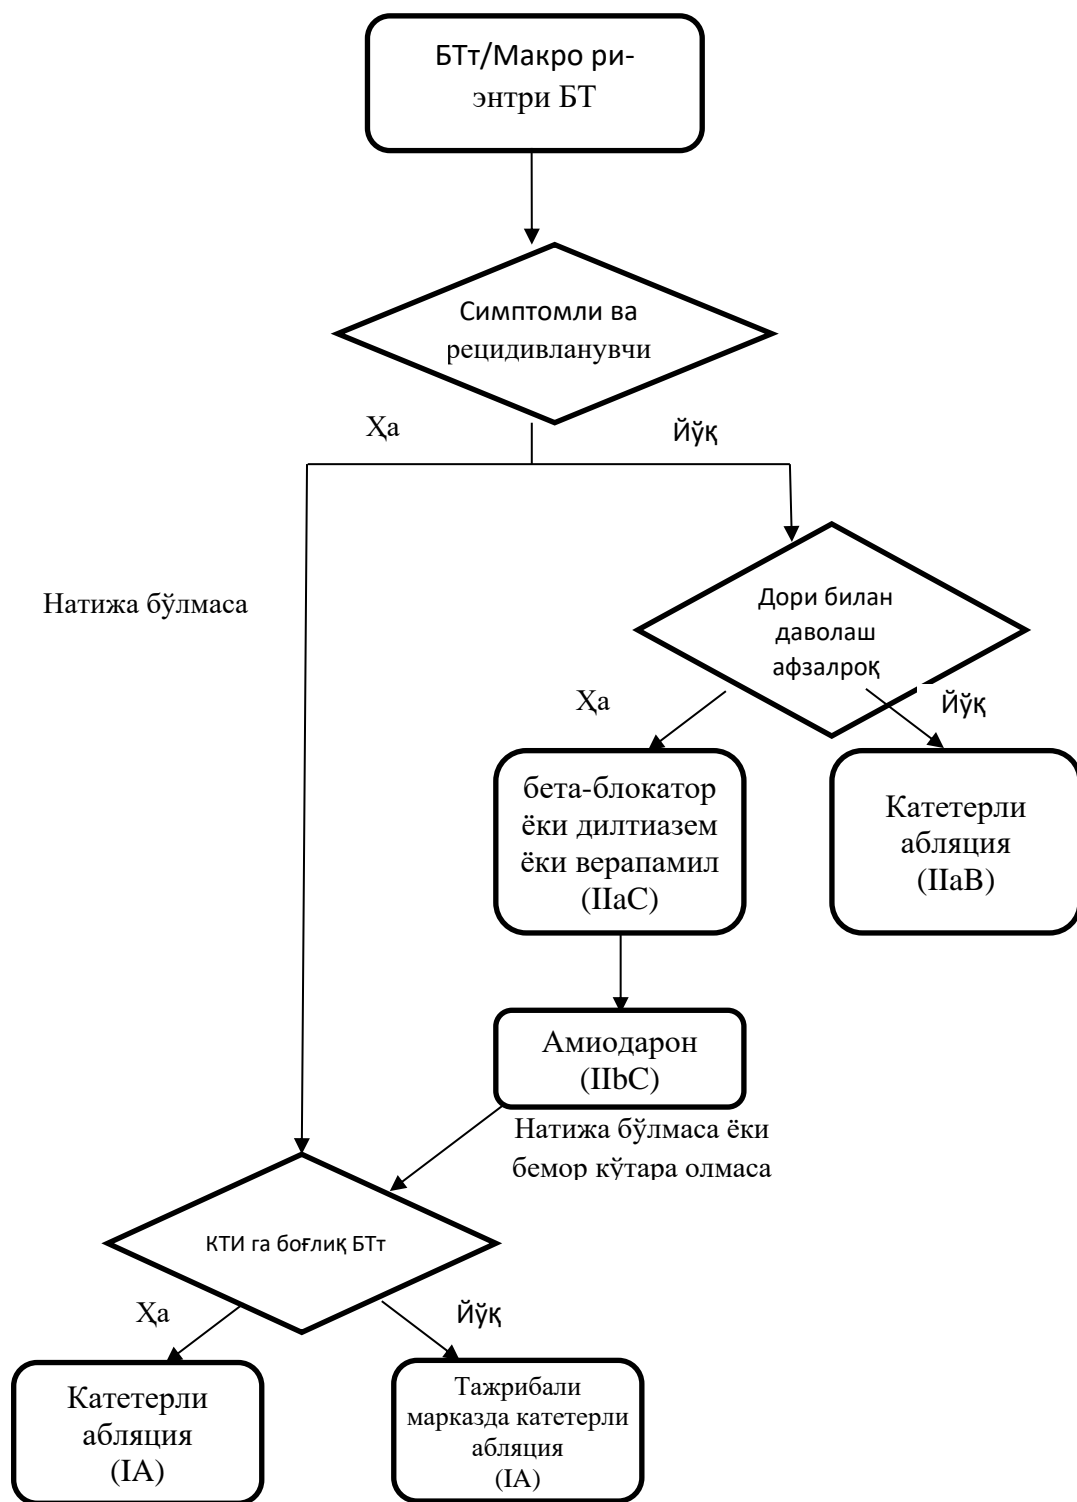 БТт/Макро ри-
энтри БТ
Симптомли ва
рецидивланувчи
Ҳа
Йўқ
Натижа бўлмаса
Дори билан
даволаш
афзалроқ
Ҳа
Йўқ
бета-блокатор
ёки дилтиазем
ёки верапамил
(IIaC)
Катетерли
абляция
(IIaB)
Амиодарон
(IIbC)
Натижа бўлмаса ёки
бемор кўтара олмаса
КТИ га боғлиқ БТт
Ҳа
Йўқ
Катетерли
абляция
(IA)
Тажрибали
марказда катетерли
абляция
(IA)